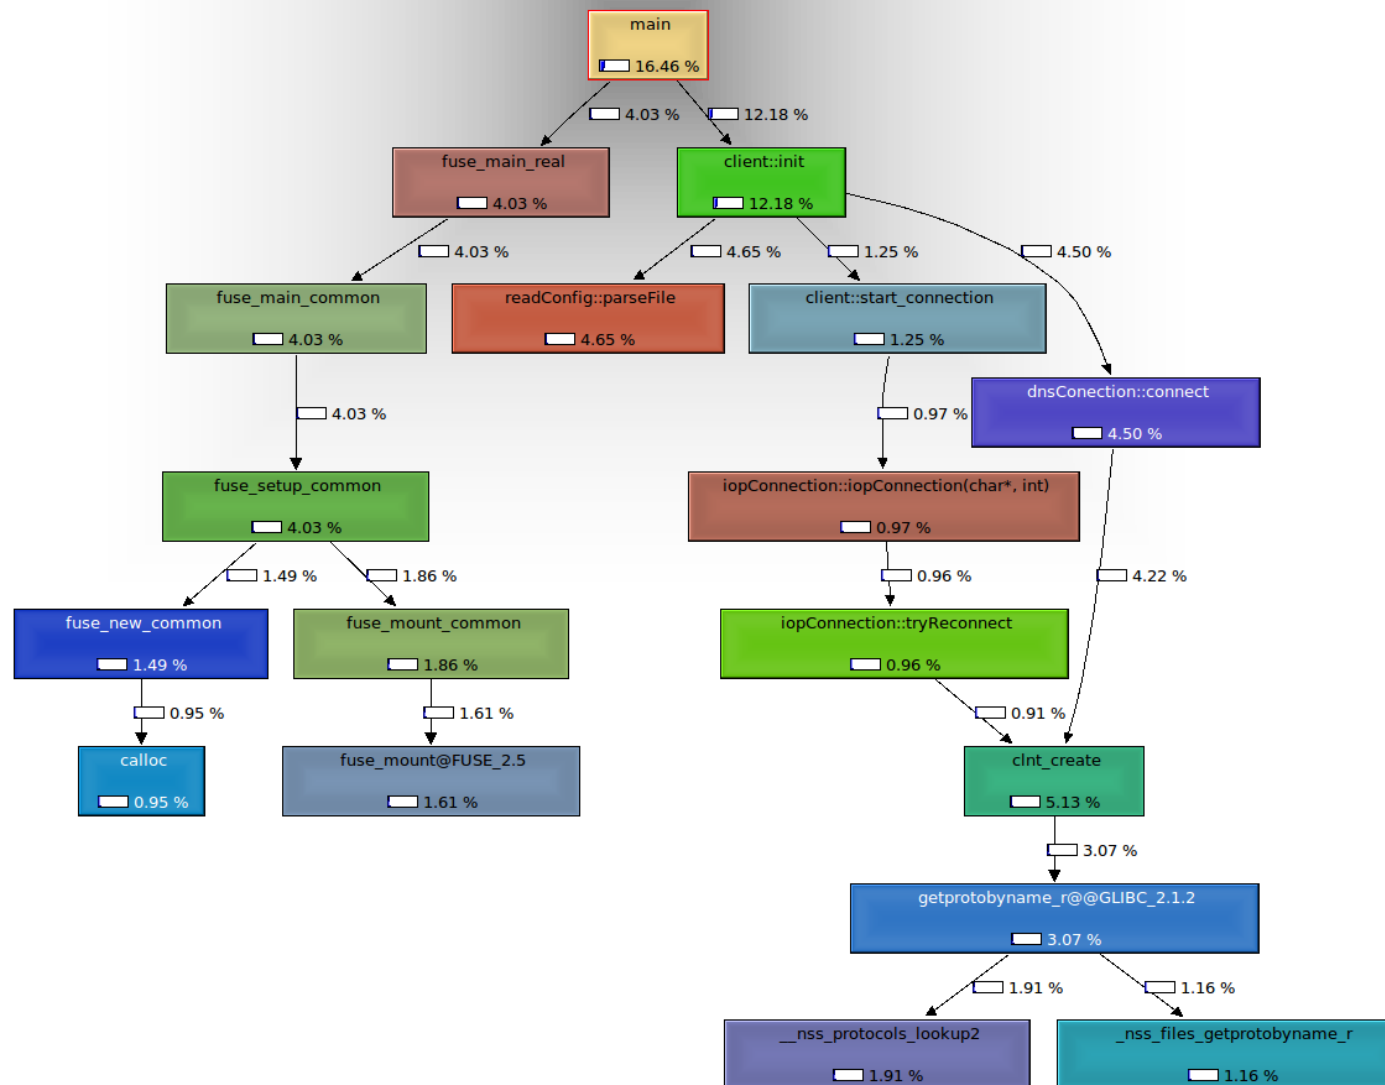 main
16.46 %
4.03 %
12.18 %
fuse_main_real
4.03 %
client::init
12.18 %
4.03 %
4.65 %
1.25 %
4.50 %
fuse_main_common
4.03 %
readConfig::parseFile
4.65 %
client::start_connection
1.25 %
dnsConection::connect
4.50 %
4.03 %
0.97 %
fuse_setup_common
4.03 %
iopConnection::iopConnection(char*, int)
0.97 %
1.49 %
1.86 %
0.96 %
4.22 %
fuse_new_common
1.49 %
fuse_mount_common
1.86 %
iopConnection::tryReconnect
0.96 %
0.95 %
1.61 %
0.91 %
calloc
0.95 %
fuse_mount@FUSE_2.5
1.61 %
clnt_create
5.13 %
3.07 %
getprotobyname_r@@GLIBC_2.1.2
3.07 %
1.91 %
1.16 %
__nss_protocols_lookup2
1.91 %
_nss_files_getprotobyname_r
1.16 %